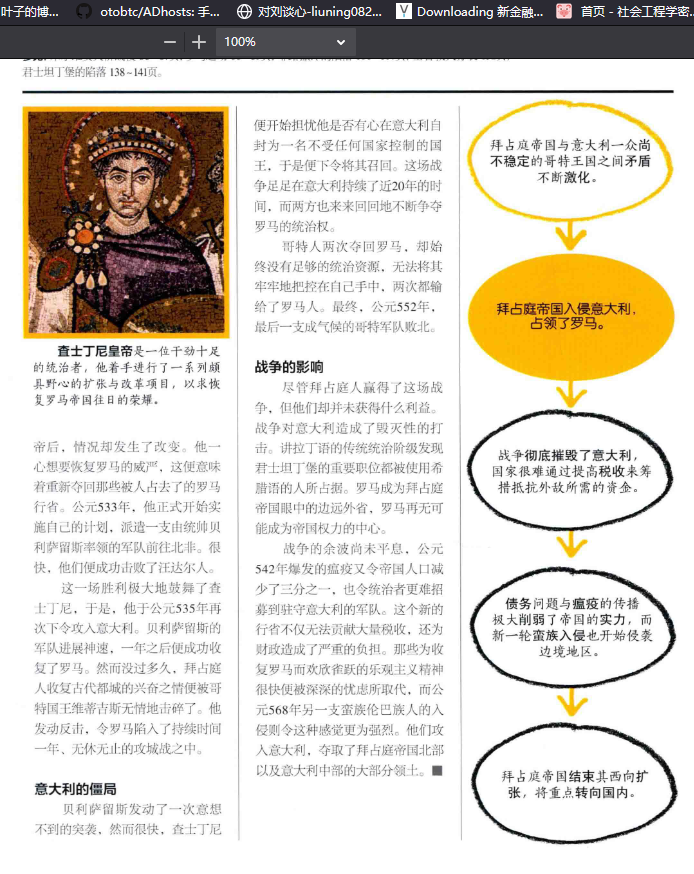 叶子的博...
otobtc/ADhosts: 手...
对刘谈心-liuning082...
Downloading 新金融...
首页 - 社会工程学密...
100%
君士坦丁堡的陷落 138~141页。
查士丁尼皇帝是一位干劲十足
的统治者，他着手进行了一系列颇
具野心的扩张与改革项目，以求恢
复罗马帝国往日的荣耀。
帝后，情况却发生了改变。他一
心想要恢复罗马的威严，这便意味
着重新夺回那些被人占去了的罗马
行省。公元533年，他正式开始实
施自己的计划，派遣一支由统帅贝
利萨留斯率领的军队前往北非。很
快，他们便成功击败了汪达尔人。
这一场胜利极大地鼓舞了查
士丁尼，于是，他于公元535年再
次下令攻入意大利。贝利萨留斯的
军队进展神速，一年之后便成功收
复了罗马。然而没过多久，拜占庭
人收复古代都城的兴奋之情便被哥
特国王维蒂吉斯无情地击碎了。他
发动反击，令罗马陷入了持续时间
一年、无休无止的攻城战之中。
意大利的僵局
贝利萨留斯发动了一次意想
不到的突袭，然而很快，查士丁尼
便开始担忧他是否有心在意大利自
封为一名不受任何国家控制的国
王，于是便下令将其召回。这场战
争足足在意大利持续了近20年的时
间，而两方也来来回回地不断争夺
罗马的统治权。
哥特人两次夺回罗马，却始
终没有足够的统治资源，无法将其
牢牢地把控在自己手中，两次都输
给了罗马人。最终，公元552年，
最后一支成气候的哥特军队败北。
战争的影响
尽管拜占庭人赢得了这场战
争，但他们却并未获得什么利益。
战争对意大利造成了毁灭性的打
击。讲拉丁语的传统统治阶级发现
君士坦丁堡的重要职位都被使用希
腊语的人所占据。罗马成为拜占庭
帝国眼中的边远外省，罗马再无可
能成为帝国权力的中心。
战争的余波尚未平息，公元
542年爆发的瘟疫又令帝国人口减
少了三分之一，也令统治者更难招
募到驻守意大利的军队。这个新的
行省不仅无法贡献大量税收，还为
财政造成了严重的负担。那些为收
复罗马而欢欣雀跃的乐观主义精神
很快便被深深的忧虑所取代，而公
元568年另一支蛮族伦巴族人的入
侵则令这种感觉更为强烈。他们攻
入意大利，夺取了拜占庭帝国北部
以及意大利中部的大部分领土。■
拜占庭帝国与意大利一众尚
不稳定的哥特王国之间矛盾
不断激化。
拜占庭帝国入侵意大利，
占领了罗马。
战争彻底摧毁了意大利，
国家很难通过提高税收来筹
措抵抗外敌所需的资金。
债务问题与瘟疫的传播
极大削弱了帝国的实力，而
新一轮蛮族入侵也开始侵袭
边境地区。
拜占庭帝国结束其西向扩
张，将重点转向国内。